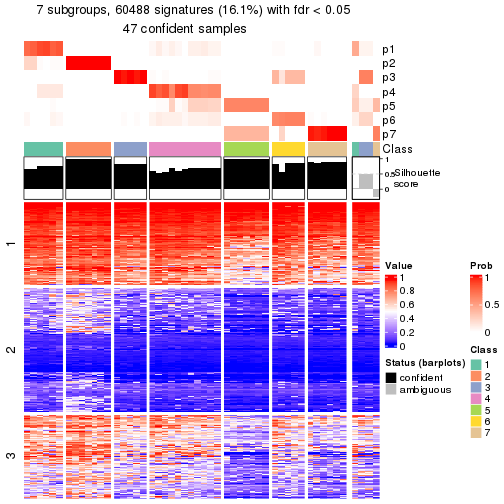 7 subgroups, 60488 signatures (16.1%) with fdr < 0.05
47 confident samples
p1
p2
p3
p4
p5
p6
p7
Class
1
0.5
0
Silhouette
score
1
2
3
Value
1
0.8
0.6
0.4
0.2
0
Prob
1
0.5
0
Status (barplots)
confident
ambiguous
Class
1
2
3
4
5
6
7